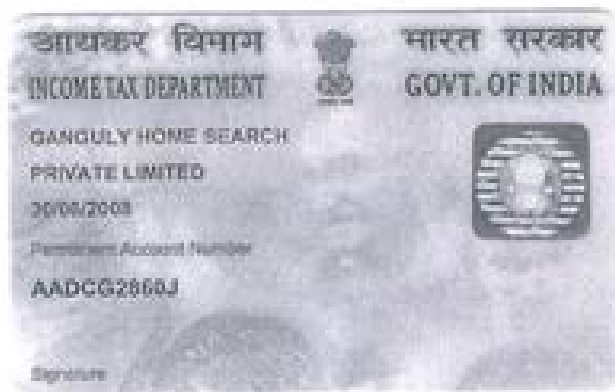 आयकर विभाग
भारत सरकार
INCOME TAX DEPARTMENT
GOVT. OF INDIA
GANGULY HOME SEARCH
PRIVATE LIMITED
Permanent Account Number
AADCG2860J
Signature